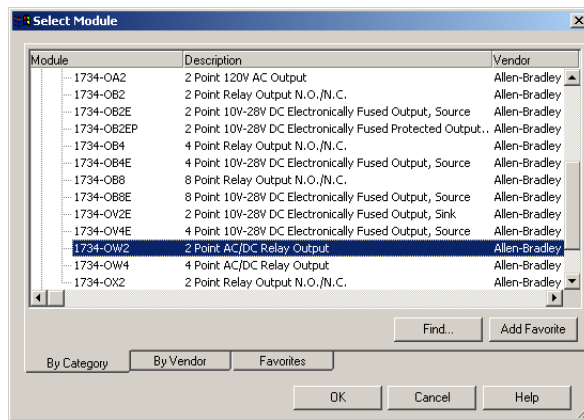 Select Module
Module Description Vendor
1734-OA2 2 Point 120V AC Output Allen-Bradley
1734-OB2 2 Point Relay Output N.O./N.C. Allen-Bradley
1734-OB2E 2 Point 10V-28V DC Electronically Fused Output, Source Allen-Bradley
1734-OB2EP 2 Point 10V-28V DC Electronically Fused Protected Output.. Allen-Bradley
1734-OB4 4 Point Relay Output N.O./N.C. Allen-Bradley
1734-OB4E 4 Point 10V-28V DC Electronically Fused Output, Source Allen-Bradley
1734-OB8 8 Point Relay Output N.O./N.C. Allen-Bradley
1734-OB8E 8 Point 10V-28V DC Electronically Fused Output, Source Allen-Bradley
1734-OV2E 2 Point 10V-28V DC Electronically Fused Output, Sink Allen-Bradley
1734-OV4E 4 Point 10V-28V DC Electronically Fused Output, Source Allen-Bradley
1734-OW2 2 Point AC/DC Relay Output Allen-Bradley
1734-OW4 4 Point AC/DC Relay Output Allen-Bradley
1734-OX2 2 Point Relay Output N.O./N.C. Allen-Bradley
Find... Add Favorite
By Category By Vendor Favorites
OK Cancel Help